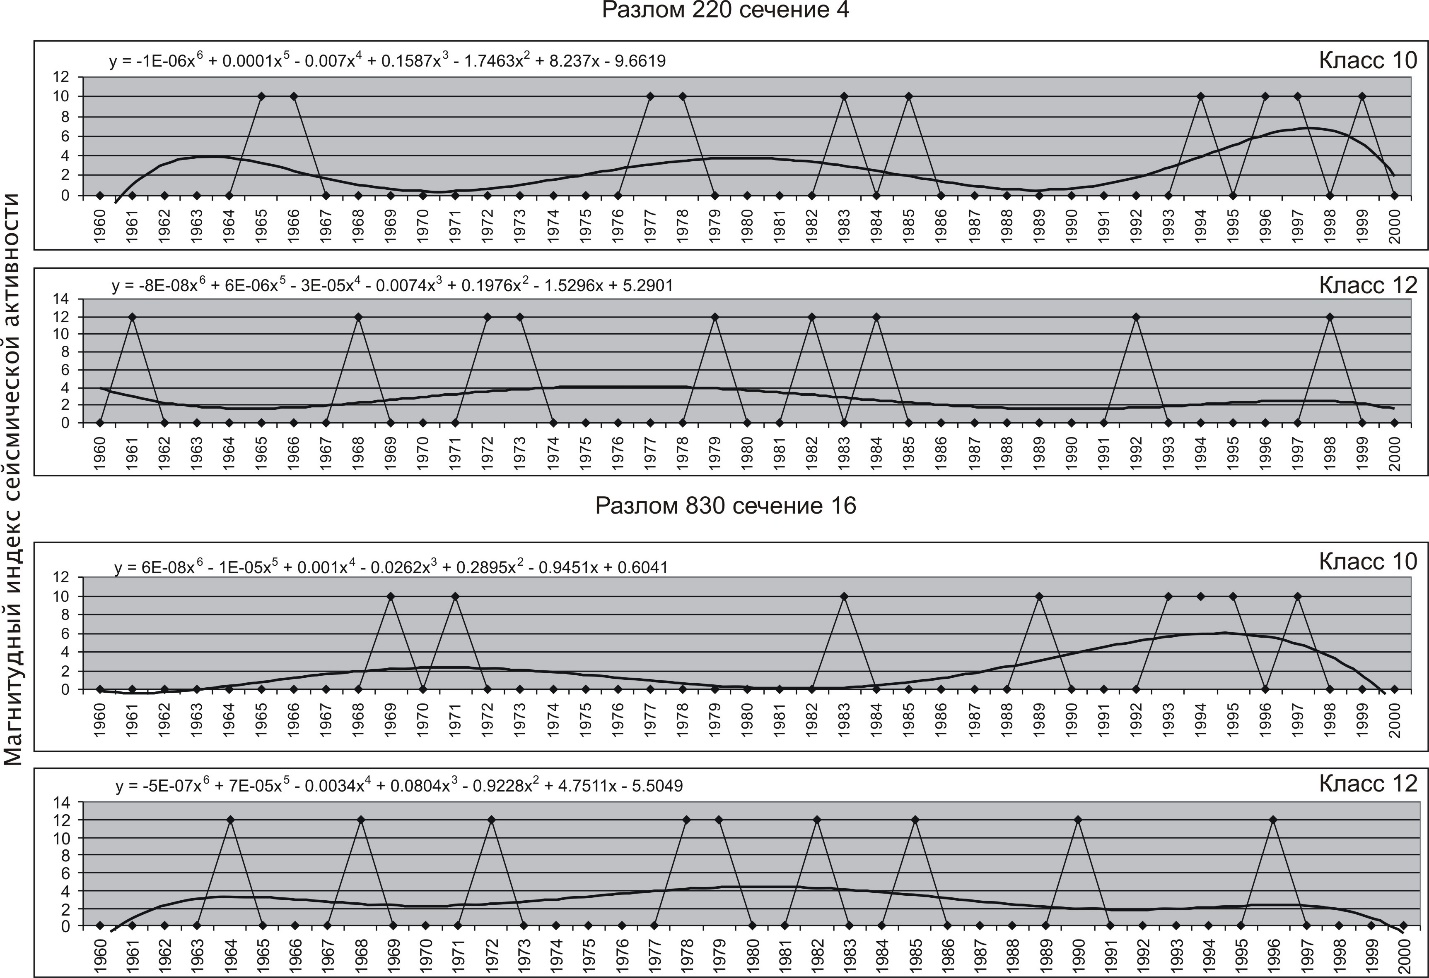 Разлом 220 сечение 4
Магнитудный индекс сейсмической активности
y = -1E-06x⁶ + 0.0001x⁵ - 0.007x⁴ + 0.1587x³ - 1.7463x² + 8.237x - 9.6619
Класс 10
12
10
8
6
4
2
0
1960 1961 1962 1963 1964 1965 1966 1967 1968 1969 1970 1971 1972 1973 1974 1975 1976 1977 1978 1979 1980 1981 1982 1983 1984 1985 1986 1987 1988 1989 1990 1991 1992 1993 1994 1995 1996 1997 1998 1999 2000
y = -8E-08x⁶ + 6E-06x⁵ - 3E-05x⁴ - 0.0074x³ + 0.1976x² - 1.5296x + 5.2901
Класс 12
14
12
10
8
6
4
2
0
1960 1961 1962 1963 1964 1965 1966 1967 1968 1969 1970 1971 1972 1973 1974 1975 1976 1977 1978 1979 1980 1981 1982 1983 1984 1985 1986 1987 1988 1989 1990 1991 1992 1993 1994 1995 1996 1997 1998 1999 2000
Разлом 830 сечение 16
y = 6E-08x⁶ - 1E-05x⁵ + 0.001x⁴ - 0.0262x³ + 0.2895x² - 0.9451x + 0.6041
Класс 10
12
10
8
6
4
2
0
1960 1961 1962 1963 1964 1965 1966 1967 1968 1969 1970 1971 1972 1973 1974 1975 1976 1977 1978 1979 1980 1981 1982 1983 1984 1985 1986 1987 1988 1989 1990 1991 1992 1993 1994 1995 1996 1997 1998 1999 2000
y = -5E-07x⁶ + 7E-05x⁵ - 0.0034x⁴ + 0.0804x³ - 0.9228x² + 4.7511x - 5.5049
Класс 12
14
12
10
8
6
4
2
0
1960 1961 1962 1963 1964 1965 1966 1967 1968 1969 1970 1971 1972 1973 1974 1975 1976 1977 1978 1979 1980 1981 1982 1983 1984 1985 1986 1987 1988 1989 1990 1991 1992 1993 1994 1995 1996 1997 1998 1999 2000